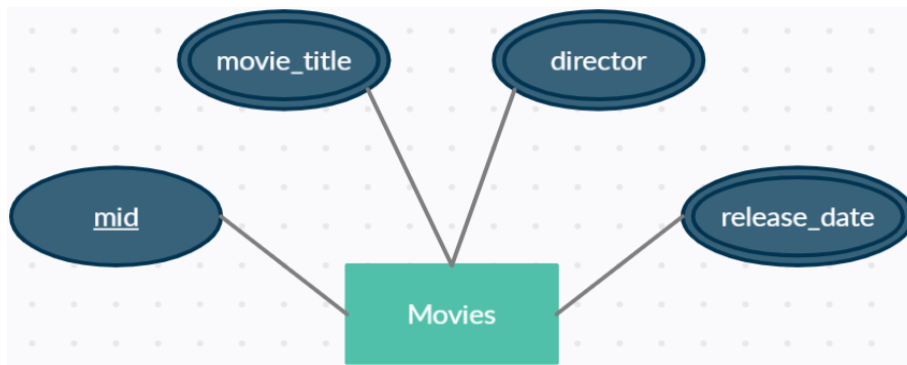 movie_title
director
mid
release_date
Movies